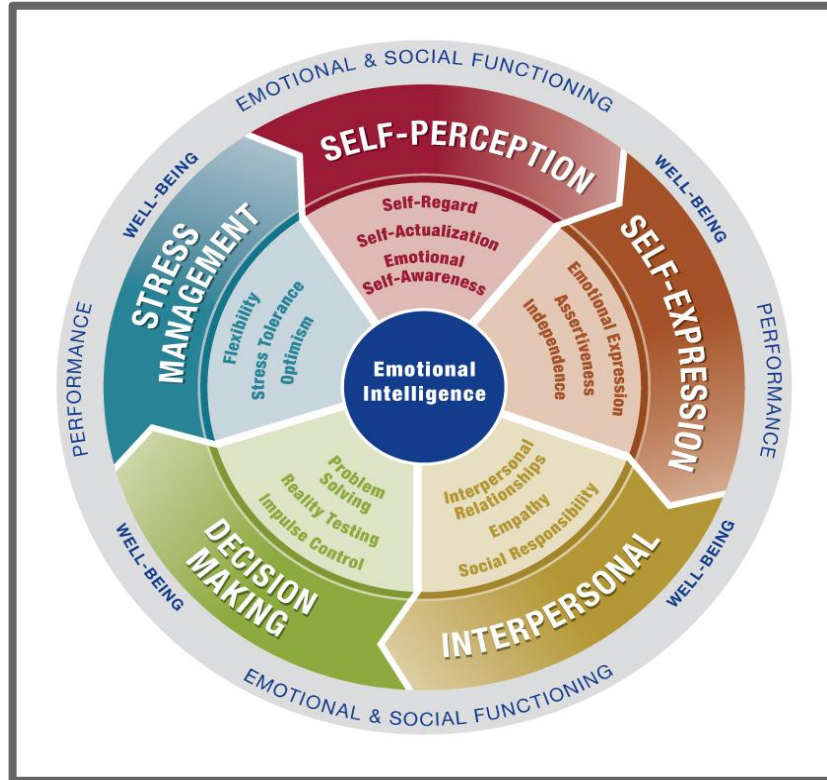 EMOTIONAL & SOCIAL FUNCTIONING
WELL-BEING
WELL-BEING
SELF-PERCEPTION
Self-Regard
Self-Actualization
Emotional
Self-Awareness
SELF-EXPRESSION
Emotional Expression
Assertiveness
Independence
PERFORMANCE
PERFORMANCE
STRESS
MANAGEMENT
Flexibility
Stress Tolerance
Optimism
Emotional
Intelligence
Interpersonal
Relationships
Empathy
Social Responsibility
INTERPERSONAL
Problem
Solving
Reality Testing
Impulse Control
DECISION
MAKING
WELL-BEING
WELL-BEING
EMOTIONAL & SOCIAL FUNCTIONING